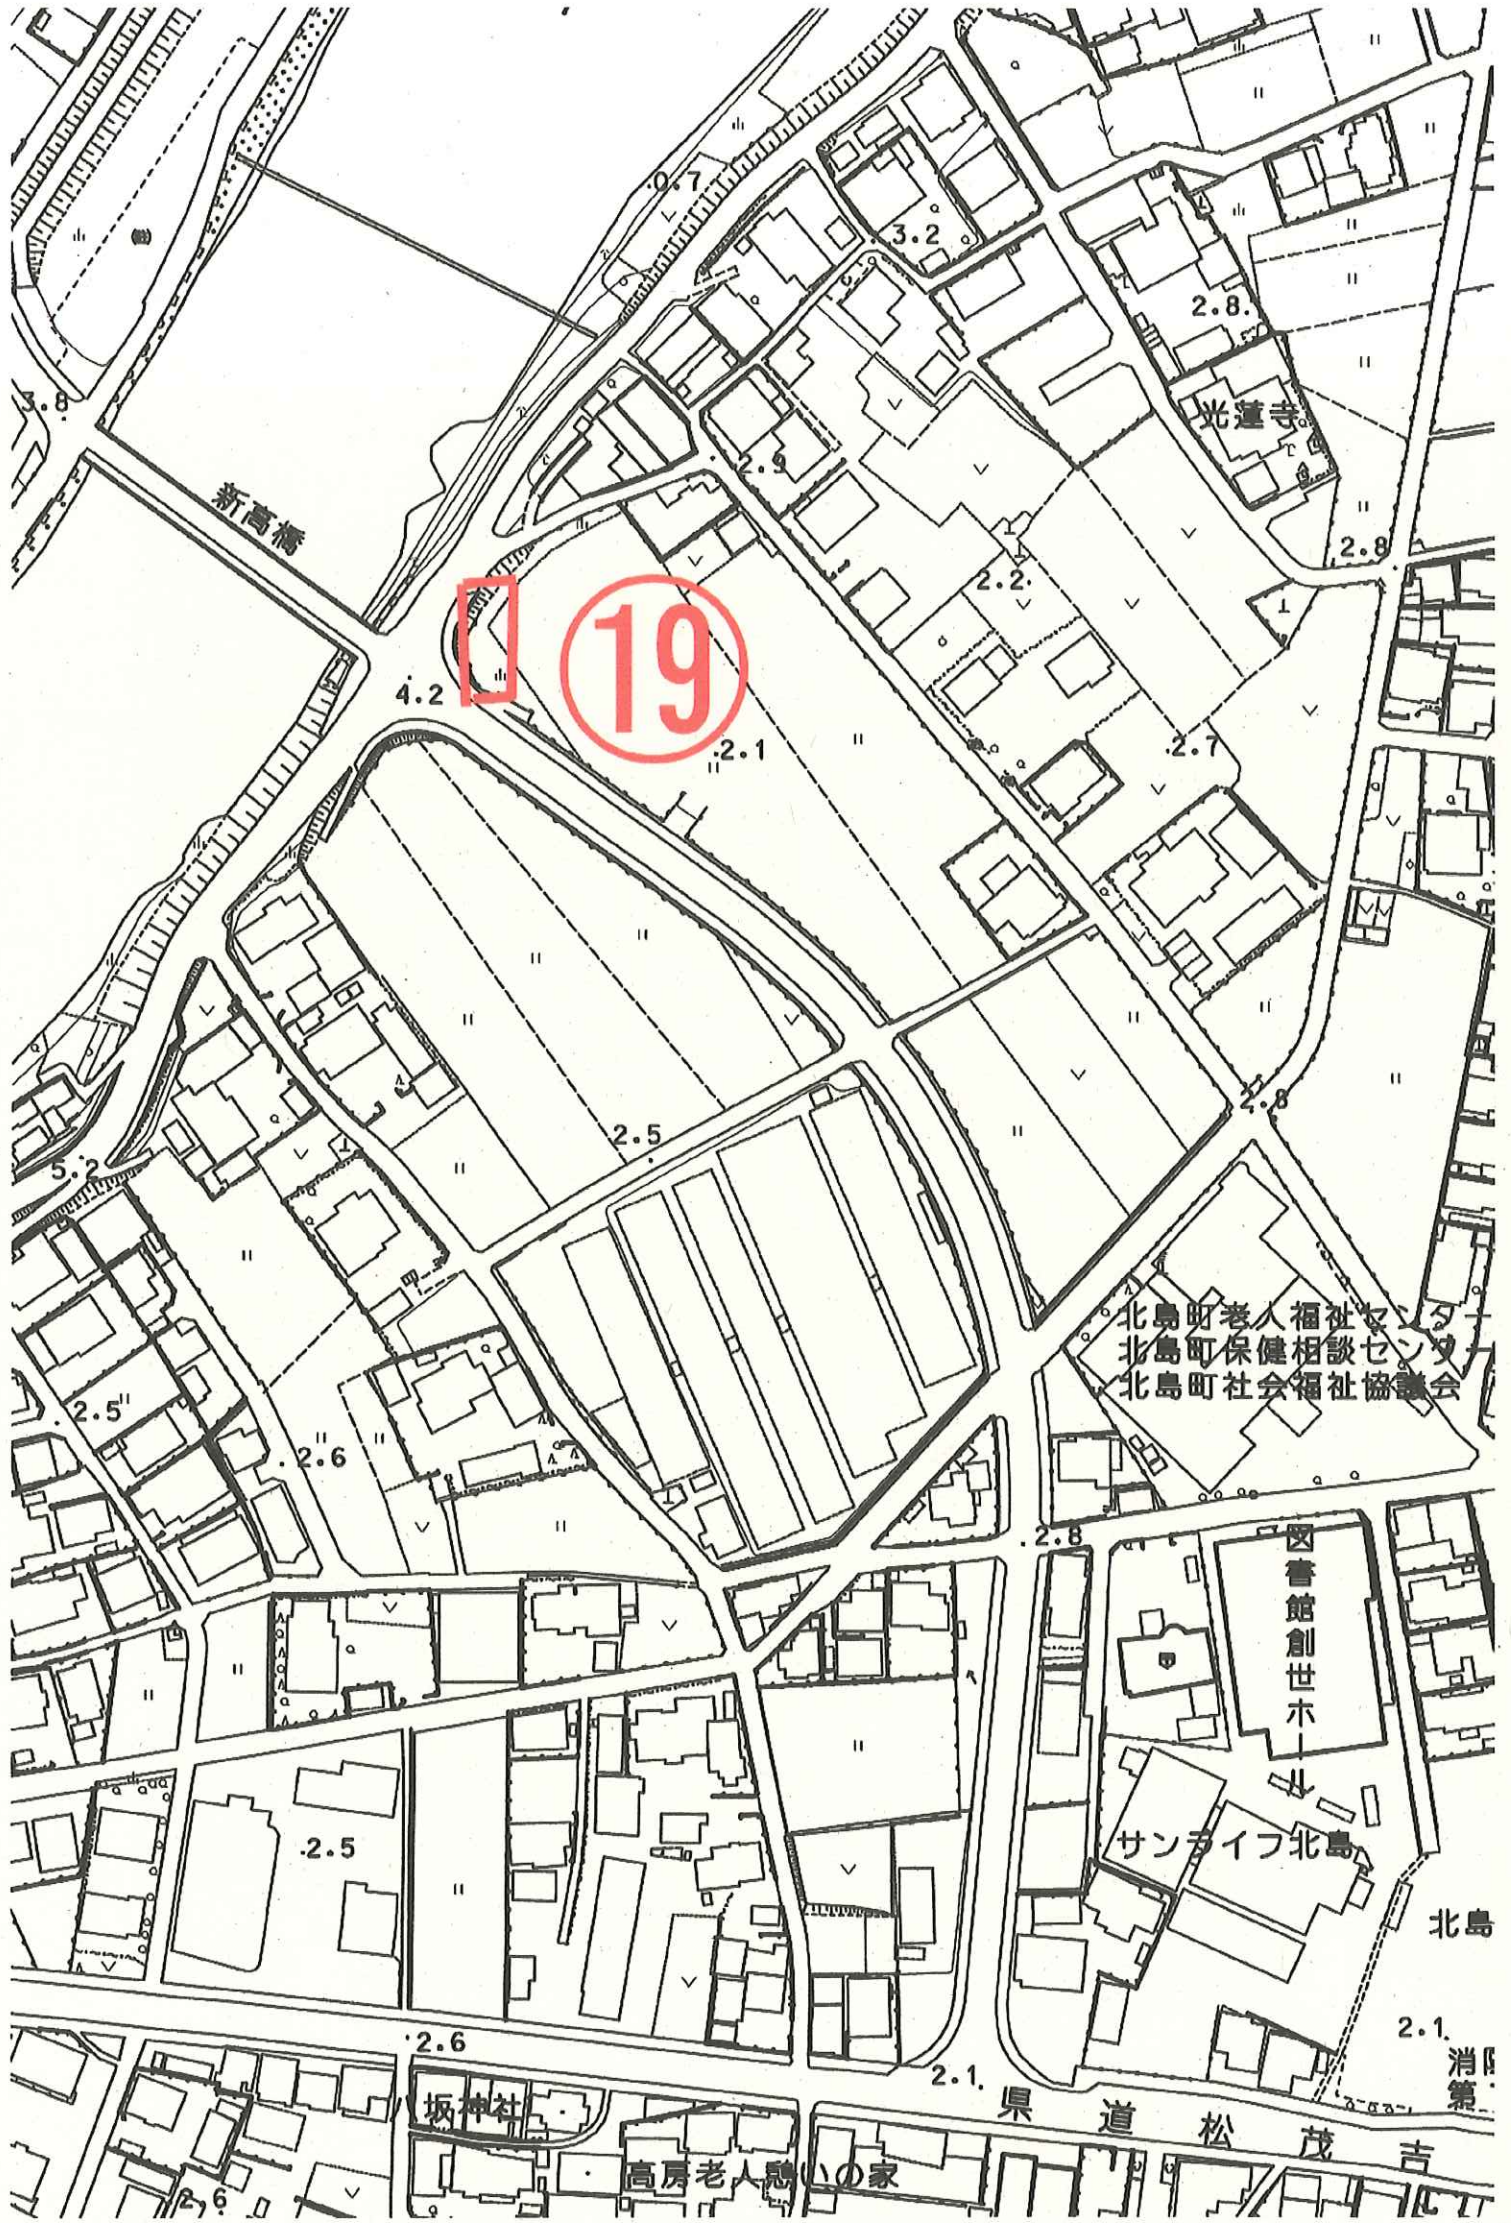 0.7
3.2
2.8.
3.8
光蓮寺
2.9
新高橋
2.8
2.2
19
4.2
2.1
2.7
2.8
2.5
5.2
北島町老人福祉センター
北島町保健相談センター
北島町社会福祉協議会
2.5
2.6
2.8
図書館創世ホール
サンライフ北島
2.5
北島
2.1
2.6
消
第
2.1
県道松茂吉
坂神社
高房老人憩いの家
2.6